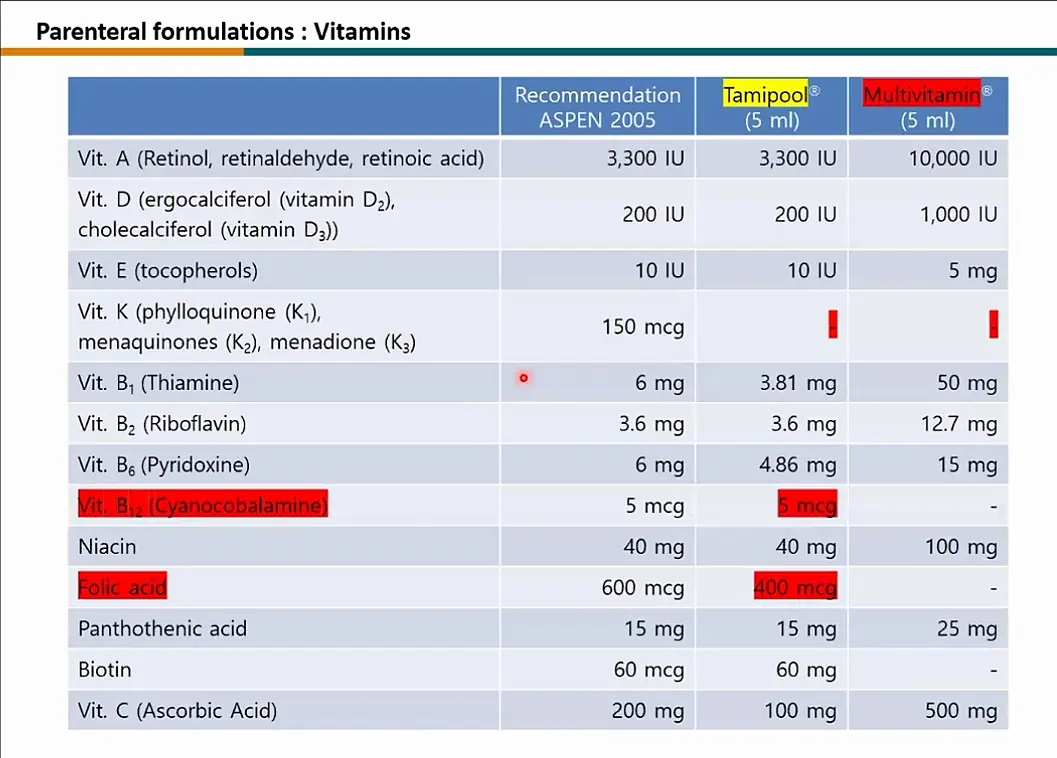 Parenteral formulations : Vitamins
Recommendation ASPEN 2005 Tamipool® (5 ml) Multivitamin® (5 ml)
Vit. A (Retinol, retinaldehyde, retinoic acid) 3,300 IU 3,300 IU 10,000 IU
Vit. D (ergocalciferol (vitamin D2),
cholecalciferol (vitamin D3)) 200 IU 200 IU 1,000 IU
Vit. E (tocopherols) 10 IU 10 IU 5 mg
Vit. K (phylloquinone (K1),
menaquinones (K2), menadione (K3) 150 mcg - -
Vit. B1 (Thiamine) 6 mg 3.81 mg 50 mg
Vit. B2 (Riboflavin) 3.6 mg 3.6 mg 12.7 mg
Vit. B6 (Pyridoxine) 6 mg 4.86 mg 15 mg
Vit. B12 (Cyanocobalamine) 5 mcg 5 mcg -
Niacin 40 mg 40 mg 100 mg
Folic acid 600 mcg 400 mcg -
Panthothenic acid 15 mg 15 mg 25 mg
Biotin 60 mcg 60 mg -
Vit. C (Ascorbic Acid) 200 mg 100 mg 500 mg